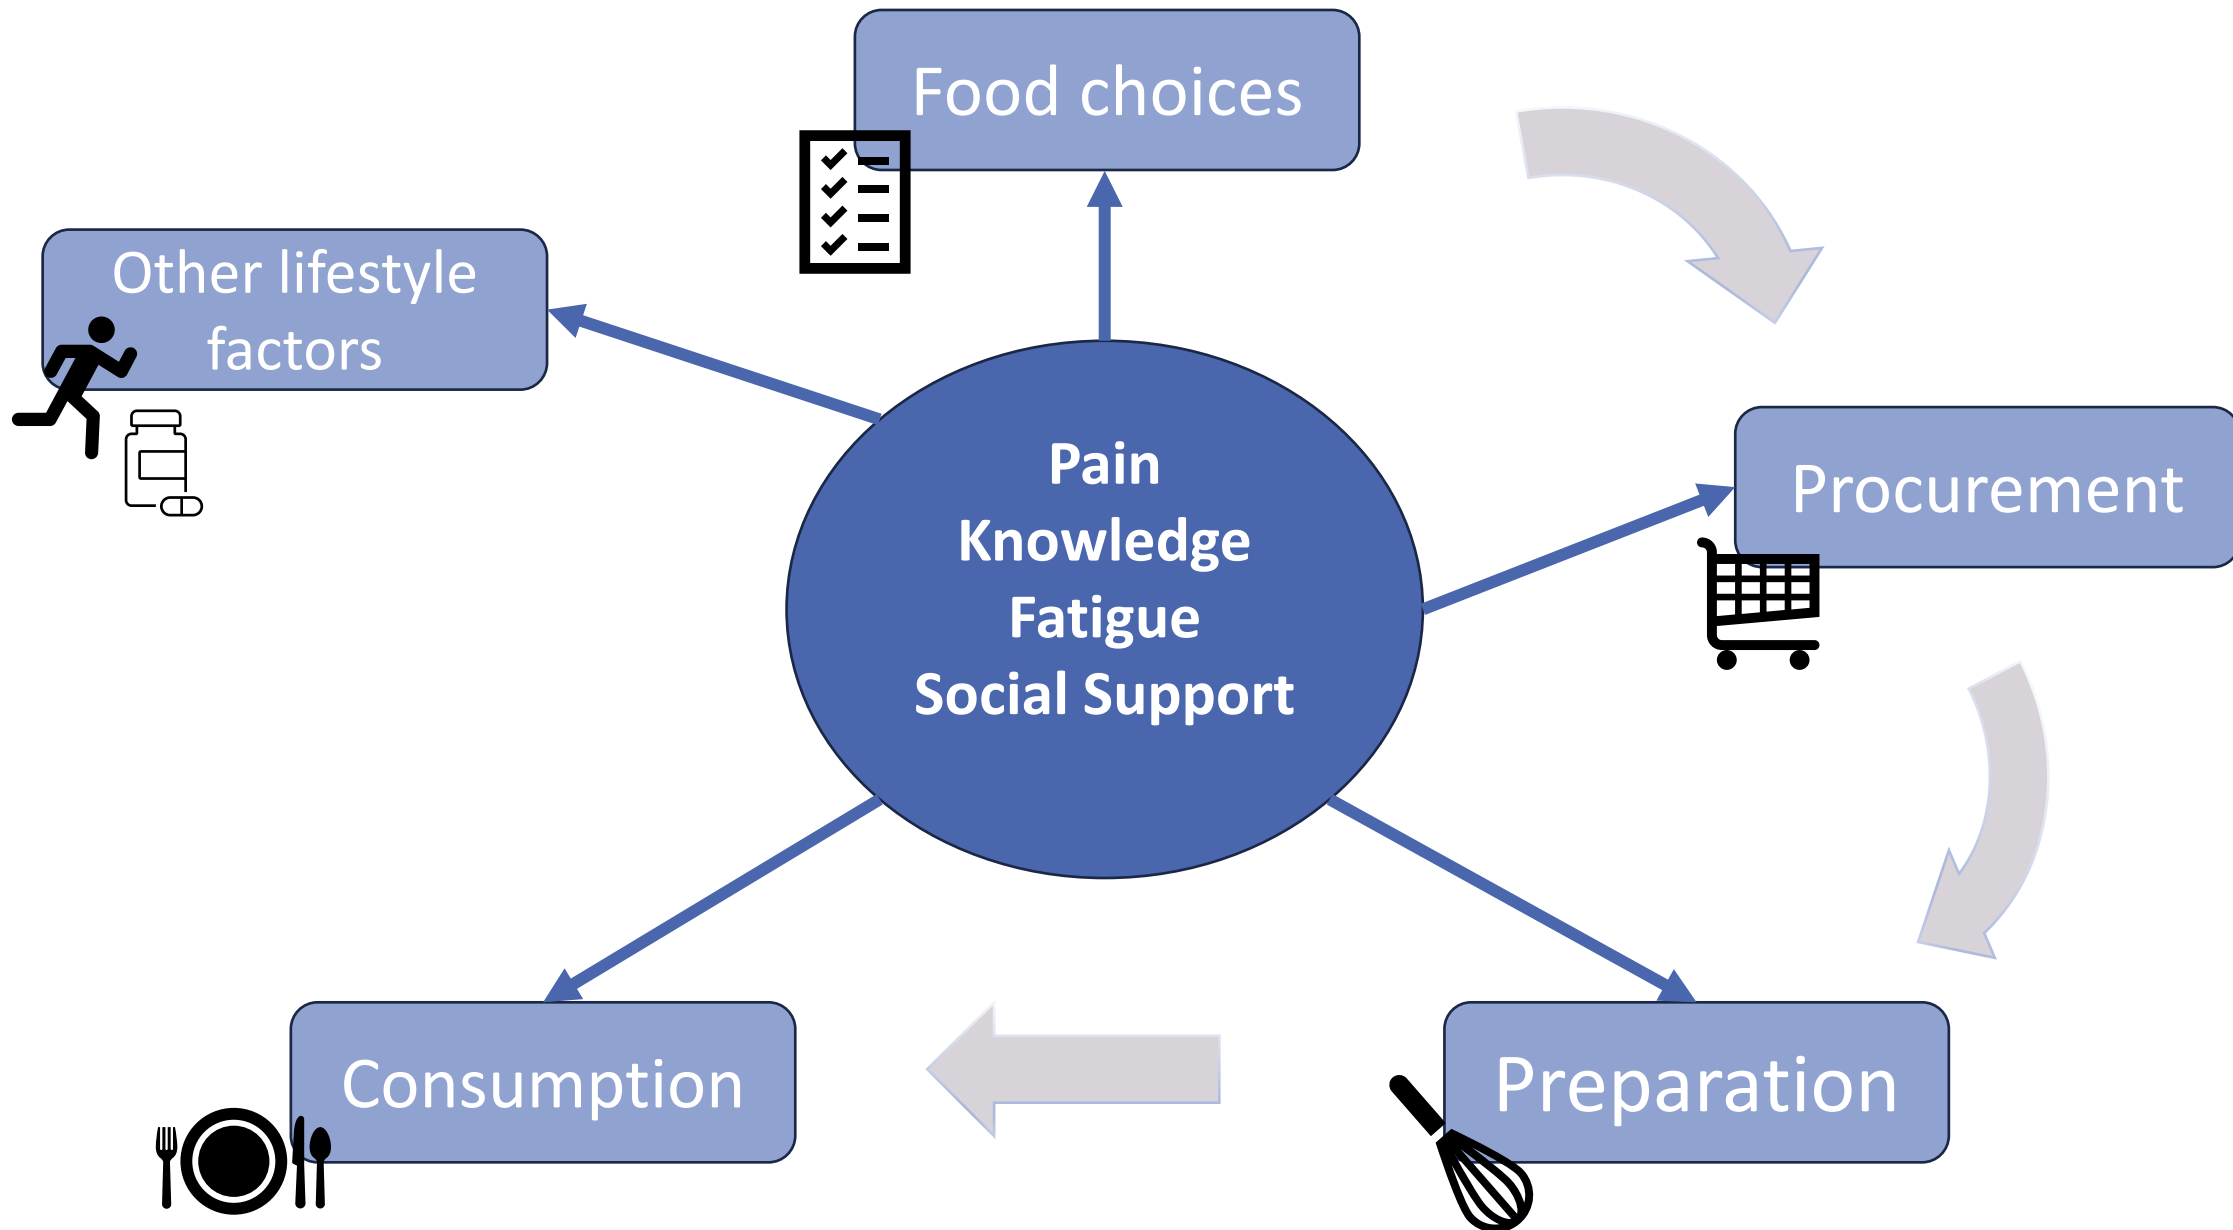 Food choices
Other lifestyle
factors
Pain
Knowledge
Fatigue
Social Support
Procurement
Consumption
Preparation